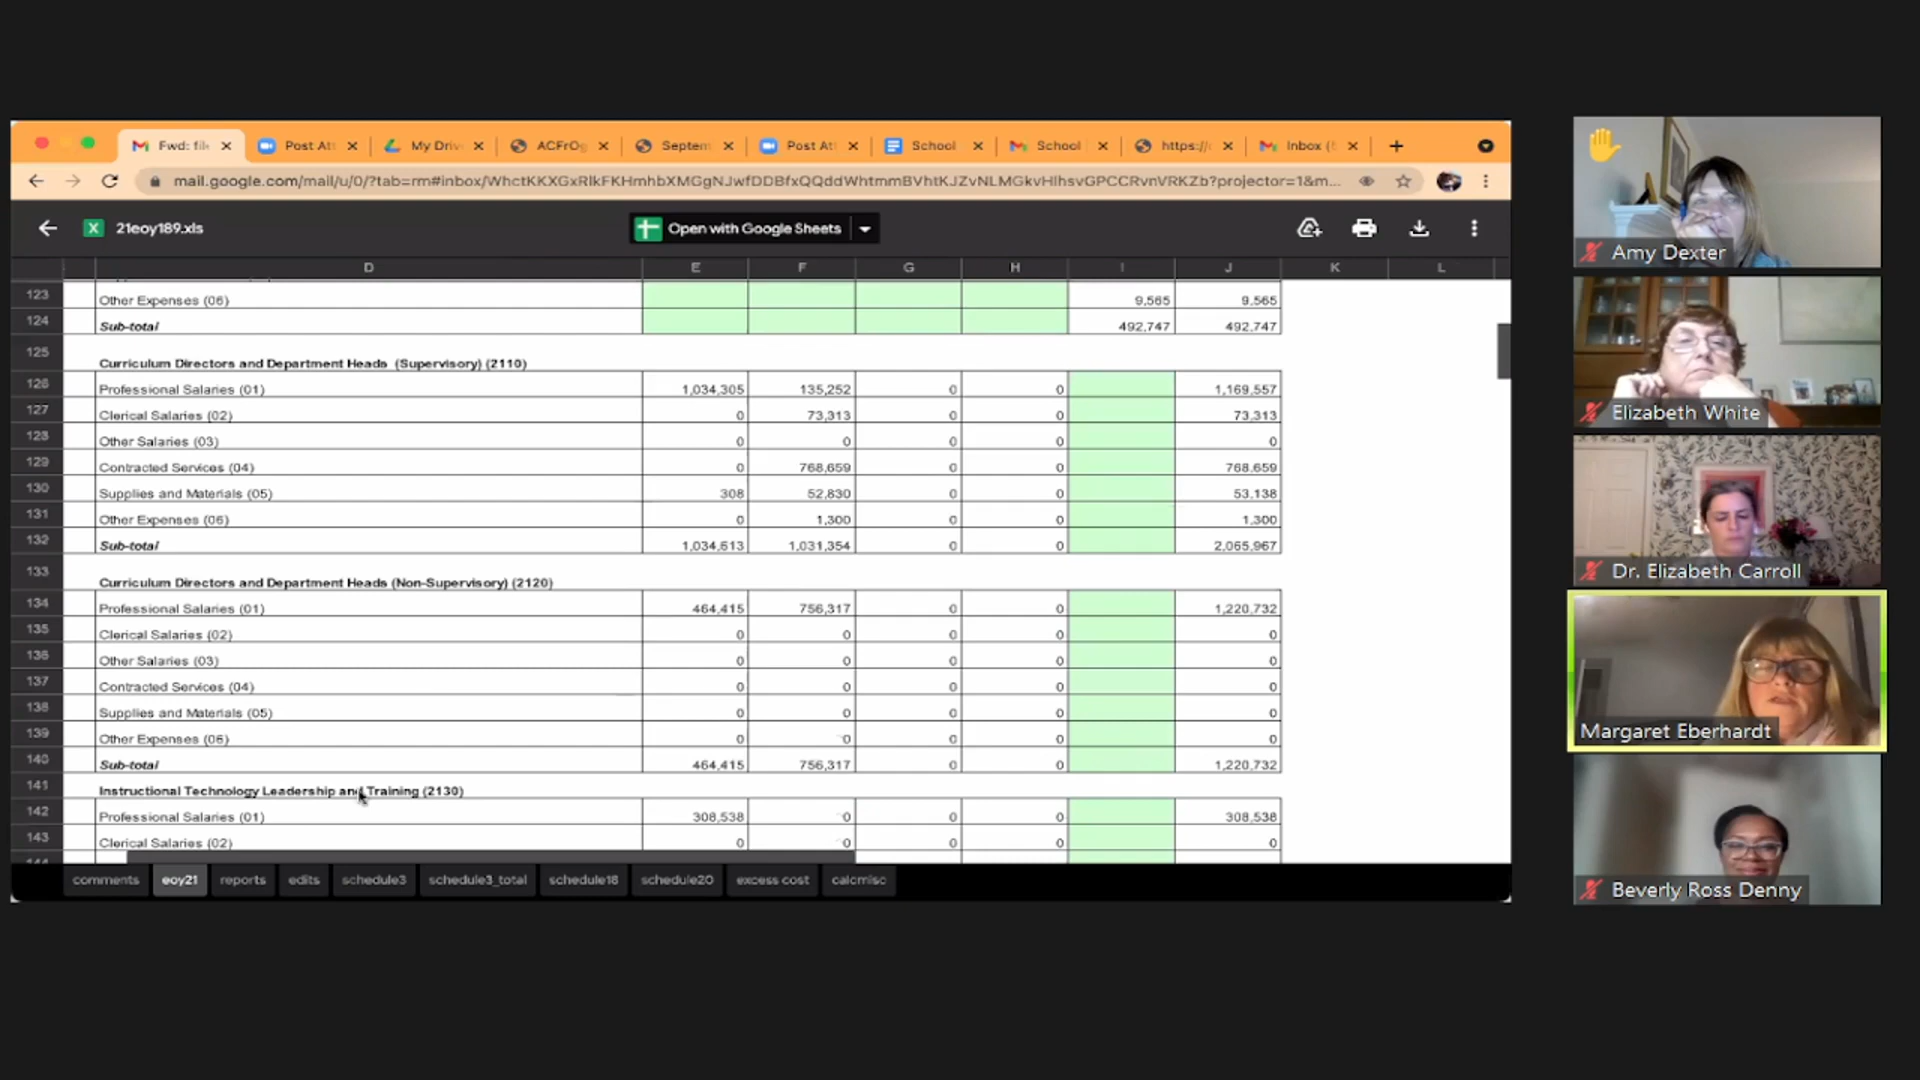 Fwd: fil
Post Att
My Driv
ACFrOg
Septem
Post Att
School
School
https://
Inbox (
mail.google.com/mail/u/0/?tab=rm#inbox/WhctKKXGxRlkFKHmhbXMGgNJwfDDBfxQQddWhtmmBVhtKJZvNLMGkvHlhsvGPCCRvnVRKZb?projector=1&m...
21eoy189.xls
Open with Google Sheets
D E F G H I J K L
123 Other Expenses (06) 9,565 9,565
124 Sub-total 492,747 492,747
125 Curriculum Directors and Department Heads (Supervisory) (2110)
126 Professional Salaries (01) 1,034,305 135,252 0 0 1,169,557
127 Clerical Salaries (02) 0 73,313 0 0 73,313
128 Other Salaries (03) 0 0 0 0 0
129 Contracted Services (04) 0 768,659 0 0 768,659
130 Supplies and Materials (05) 308 52,830 0 0 53,138
131 Other Expenses (06) 0 1,300 0 0 1,300
132 Sub-total 1,034,613 1,031,354 0 0 2,065,967
133 Curriculum Directors and Department Heads (Non-Supervisory) (2120)
134 Professional Salaries (01) 464,415 756,317 0 0 1,220,732
135 Clerical Salaries (02) 0 0 0 0 0
136 Other Salaries (03) 0 0 0 0 0
137 Contracted Services (04) 0 0 0 0 0
138 Supplies and Materials (05) 0 0 0 0 0
139 Other Expenses (06) 0 0 0 0 0
140 Sub-total 464,415 756,317 0 0 1,220,732
141 Instructional Technology Leadership and Training (2130)
142 Professional Salaries (01) 308,538 0 0 0 308,538
143 Clerical Salaries (02) 0 0 0 0
comments eoy21 reports edits schedule3 schedule3_total schedule18 schedule20 excess cost calcmisc
Amy Dexter
Elizabeth White
Dr. Elizabeth Carroll
Margaret Eberhardt
Beverly Ross Denny